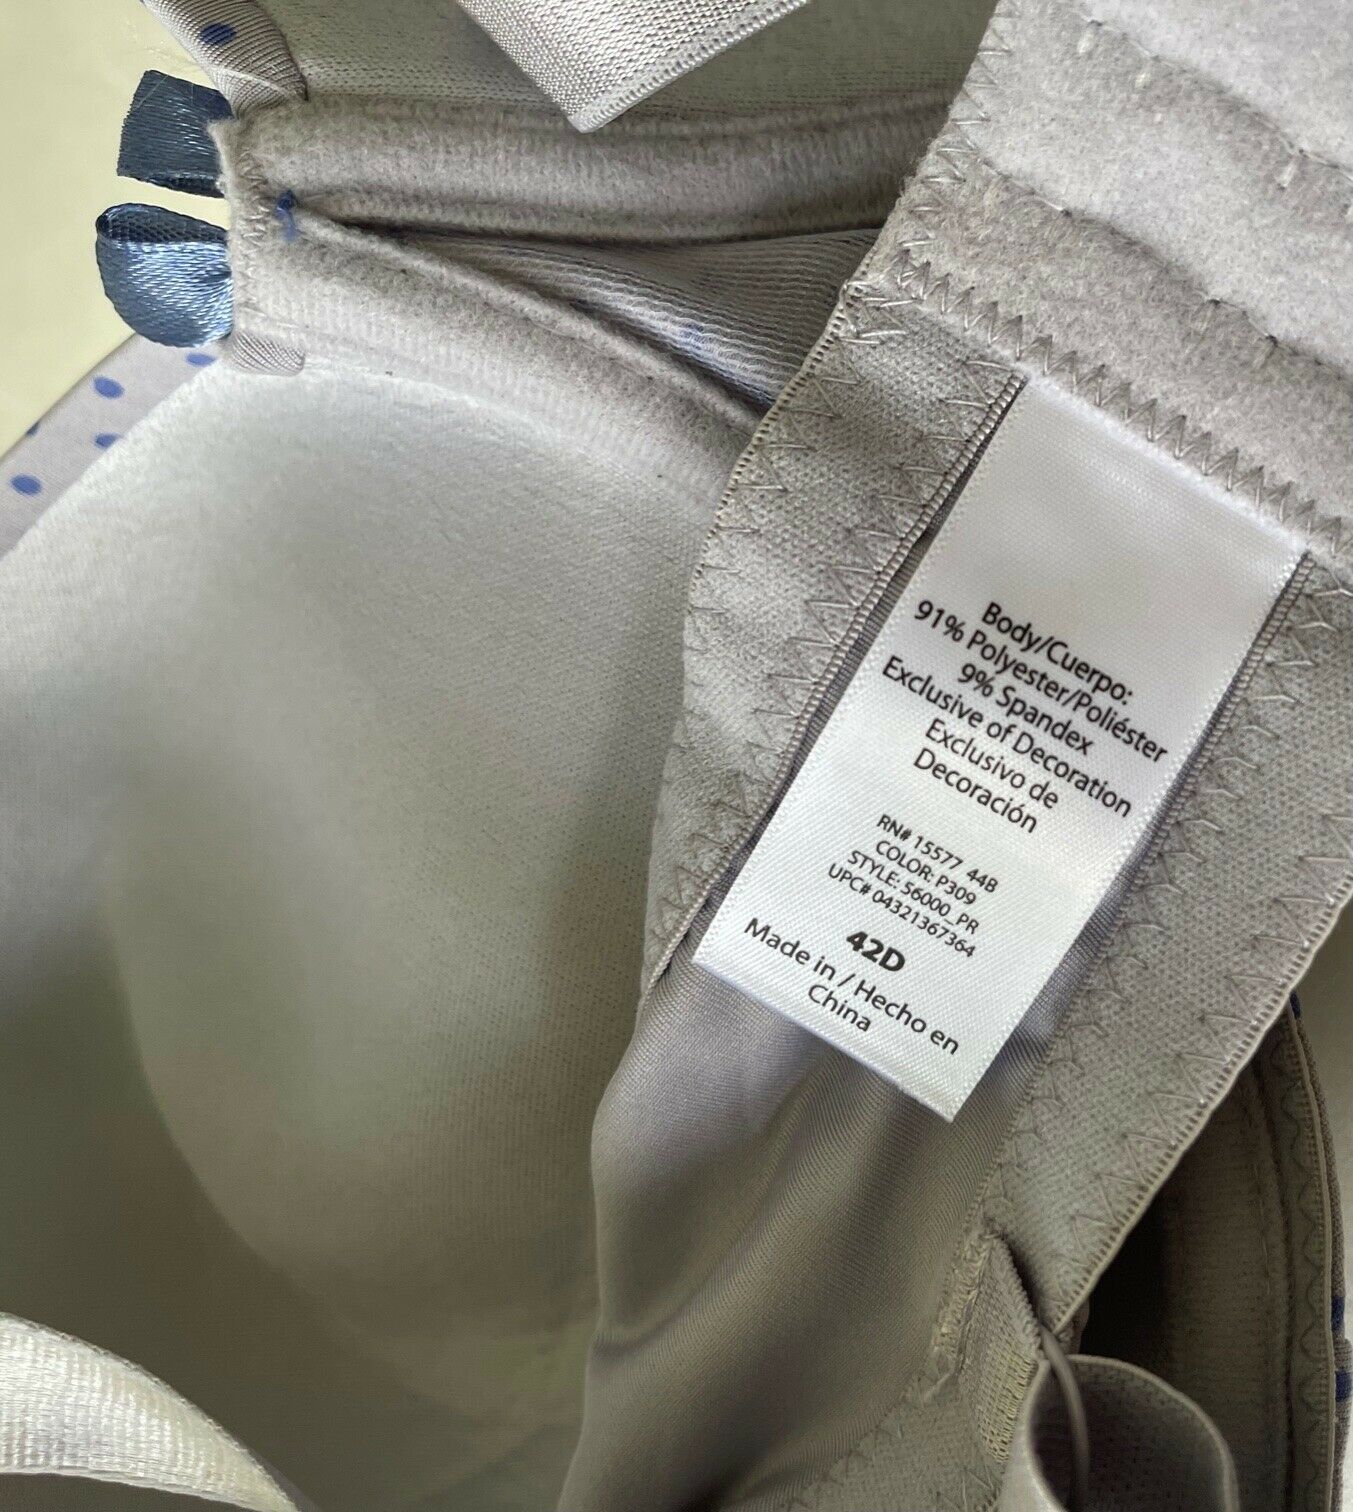 Body/Cuerpo:
91% Polyester/Poliéster
9% Spandex
Exclusive of Decoration
Exclusivo de
Decoración
RN# 15577 44B
COLOR: P309
STYLE: 56000_PR
UPC# 04321367364
42D
Made in / Hecho en
China